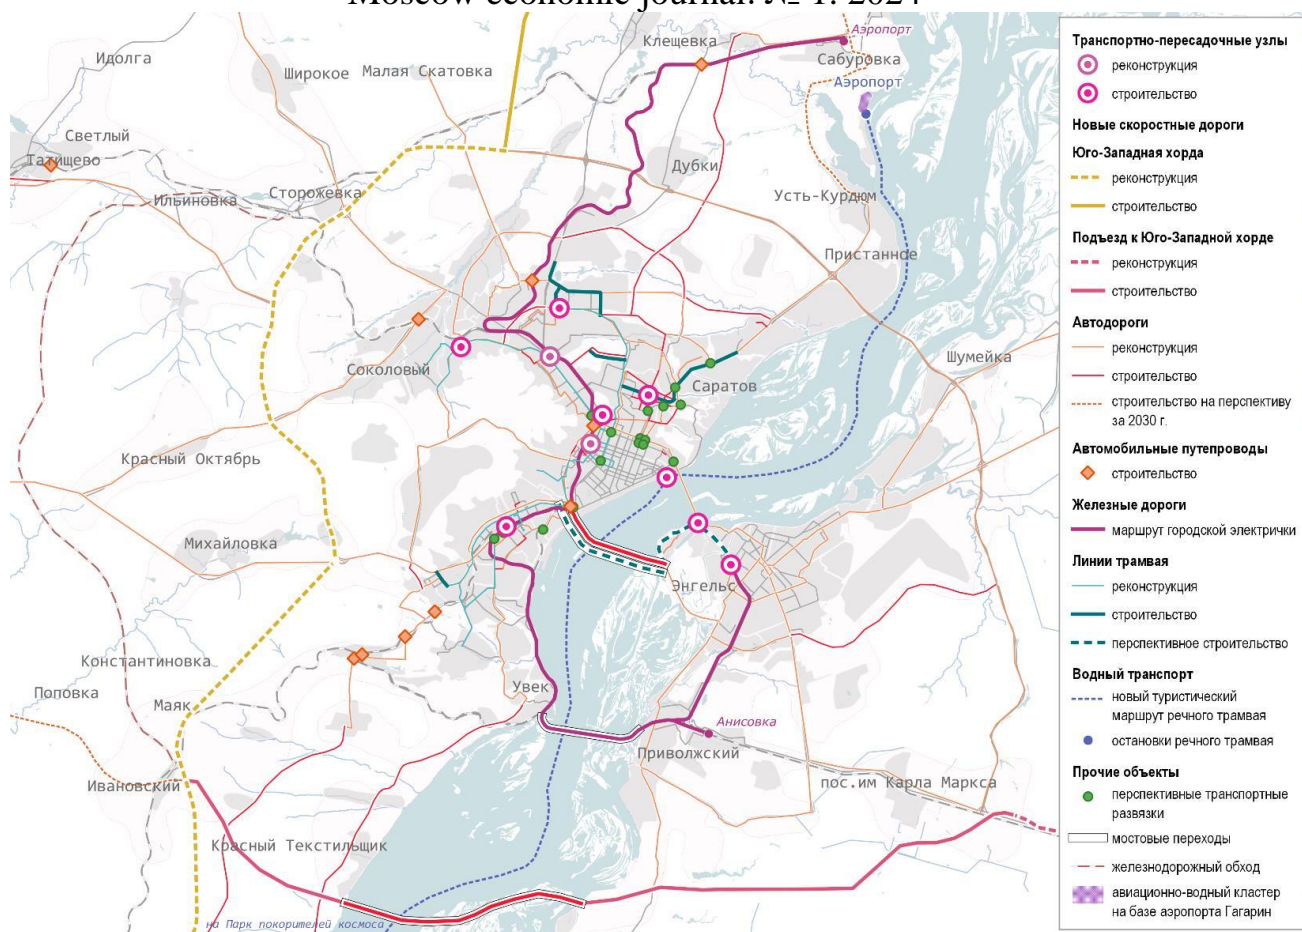 Moscow economic journal. № 1. 2024
Клещевка
Аэропорт
Идолга
Широкое
Малая Скатовка
Сабуровка
Аэропорт
Светлый
Татищево
Дубки
Ильиновка
Сторожевка
Усть-Курдюм
Пристанное
Шумейка
Соколовый
Саратов
Красный Октябрь
Михайловка
Энгельс
Константиновка
Поповка
Маяк
Увек
Анисовка
Приволжский
Ивановский
пос.им Карла Маркса
Красный Текстильщик
на Парк покорителей космоса
Транспортно-пересадочные узлы
реконструкция
строительство
Новые скоростные дороги
Юго-Западная хорда
реконструкция
строительство
Подъезд к Юго-Западной хорде
реконструкция
строительство
Автодороги
реконструкция
строительство
строительство на перспективу
за 2030 г.
Автомобильные путепроводы
строительство
Железные дороги
маршрут городской электрички
Линии трамвая
реконструкция
строительство
перспективное строительство
Водный транспорт
новый туристический
маршрут речного трамвая
остановки речного трамвая
Прочие объекты
перспективные транспортные
развязки
мостовые переходы
железнодорожный обход
авиационно-водный кластер
на базе аэропорта Гагарин